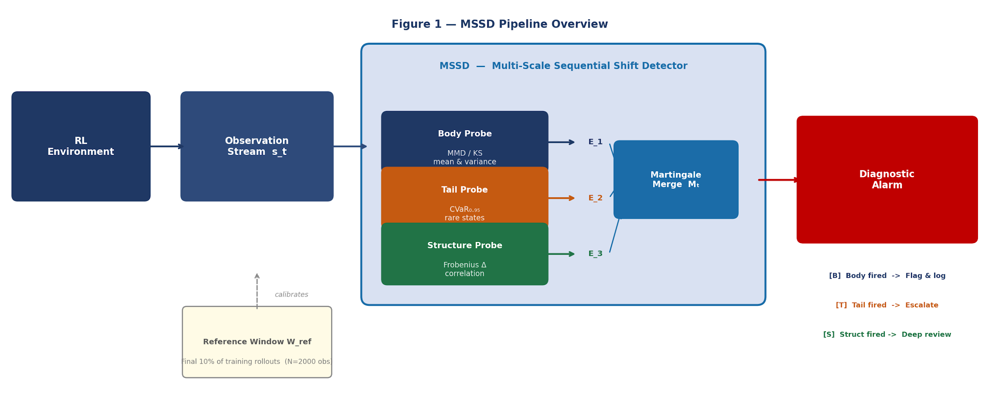 Figure 1 — MSSD Pipeline Overview
MSSD — Multi-Scale Sequential Shift Detector
RL
Environment
Observation
Stream s_t
Body Probe
MMD / KS
mean & variance
E_1
Tail Probe
CVaR₀.₉₅
rare states
E_2
Structure Probe
Frobenius Δ
correlation
E_3
Martingale
Merge Mₜ
Diagnostic
Alarm
[B] Body fired -> Flag & log
[T] Tail fired -> Escalate
[S] Struct fired -> Deep review
calibrates
Reference Window W_ref
Final 10% of training rollouts (N=2000 obs)